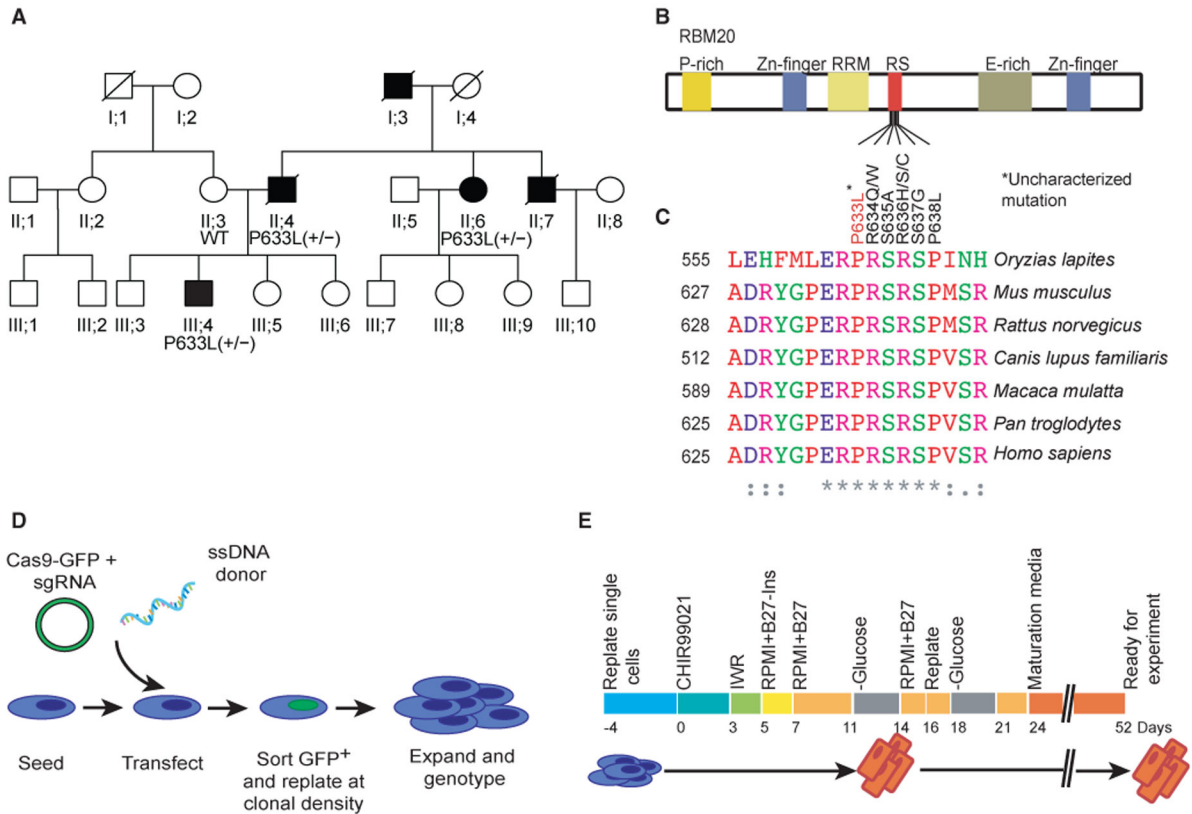 A
I;1
I;2
I;3
I;4
II;1
II;2
II;3
WT
II;4
P633L(+/−)
II;5
II;6
P633L(+/−)
II;7
II;8
III;1
III;2
III;3
III;4
P633L(+/−)
III;5
III;6
III;7
III;8
III;9
III;10
B
RBM20
P-rich
Zn-finger
RRM
RS
E-rich
Zn-finger
*
P633L
R634Q/W
S635A
R636H/S/C
S637G
P638L
*Uncharacterized
mutation
C
555 LEHFMLERPRSRSPINH Oryzias lapites
627 ADRYGPERPRSRSPMSR Mus musculus
628 ADRYGPERPRSRSPMSR Rattus norvegicus
512 ADRYGPERPRSRSPVSR Canis lupus familiaris
589 ADRYGPERPRSRSPVSR Macaca mulatta
625 ADRYGPERPRSRSPVSR Pan troglodytes
625 ADRYGPERPRSRSPVSR Homo sapiens
::: ********:.:
D
Cas9-GFP +
sgRNA
ssDNA
donor
Seed
Transfect
Sort GFP+
and replate at
clonal density
Expand and
genotype
E
Replate single
cells
CHIR99021
IWR
RPMI+B27-Ins
RPMI+B27
-Glucose
RPMI+B27
Replate
-Glucose
Maturation media
Ready for
experiment
-4 0 3 5 7 11 14 16 18 21 24 52 Days